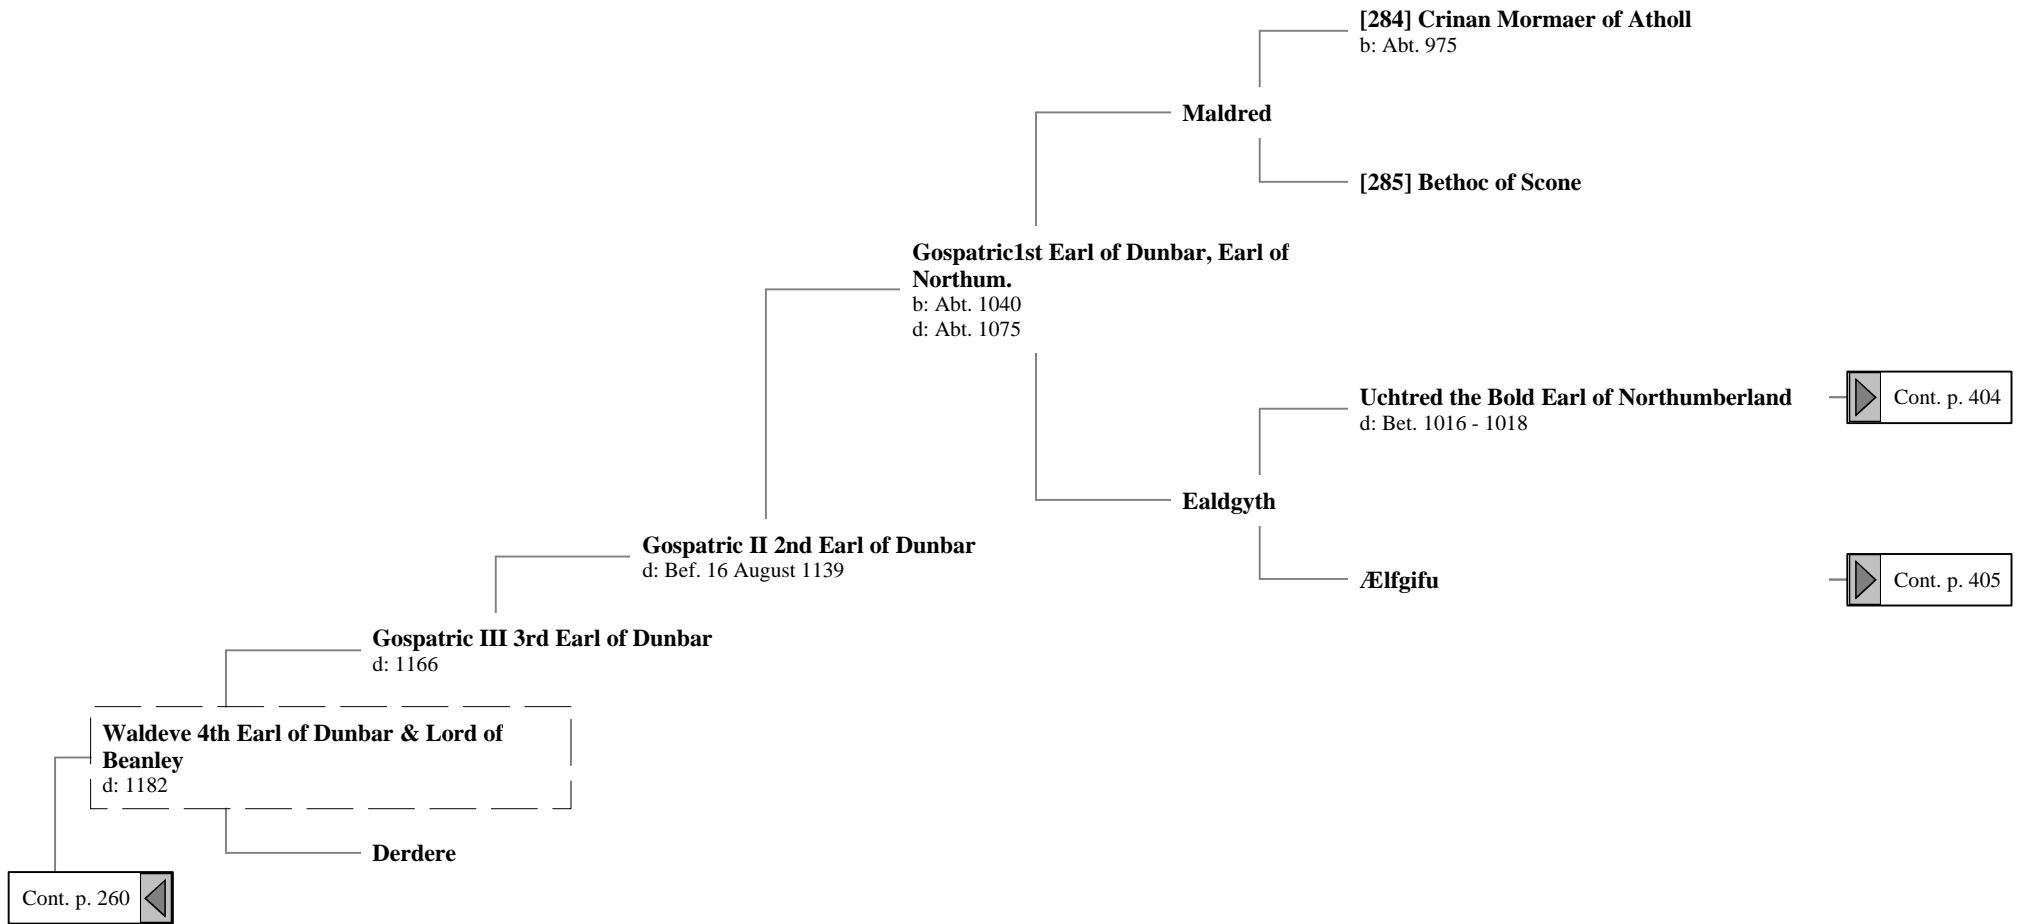 [284] Crinan Mormaer of Atholl
b: Abt. 975
Maldred
[285] Bethoc of Scone
Gospatric1st Earl of Dunbar, Earl of
Northum.
b: Abt. 1040
d: Abt. 1075
Uchtred the Bold Earl of Northumberland
d: Bet. 1016 - 1018
Cont. p. 404
Ealdgyth
Gospatric II 2nd Earl of Dunbar
d: Bef. 16 August 1139
Ælfgifu
Cont. p. 405
Gospatric III 3rd Earl of Dunbar
d: 1166
Waldeve 4th Earl of Dunbar & Lord of
Beanley
d: 1182
Derdere
Cont. p. 260